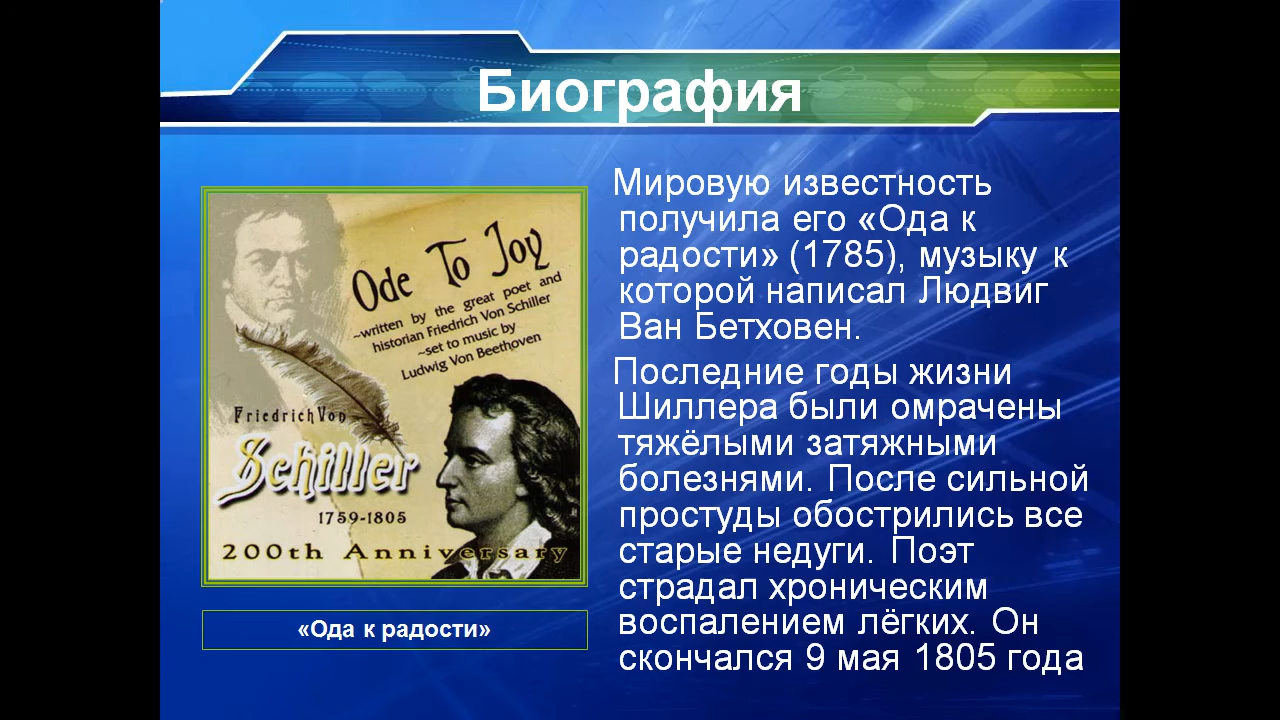 Биография
Ode To Joy
~written by the great poet and
historian Friedrich Von Schiller
~set to music by
Ludwig Von Beethoven
Friedrich Von
Schiller
1759-1805
200th Anniversary
«Ода к радости»
Мировую известность
получила его «Ода к
радости» (1785), музыку к
которой написал Людвиг
Ван Бетховен.
Последние годы жизни
Шиллера были омрачены
тяжёлыми затяжными
болезнями. После сильной
простуды обострились все
старые недуги. Поэт
страдал хроническим
воспалением лёгких. Он
скончался 9 мая 1805 года